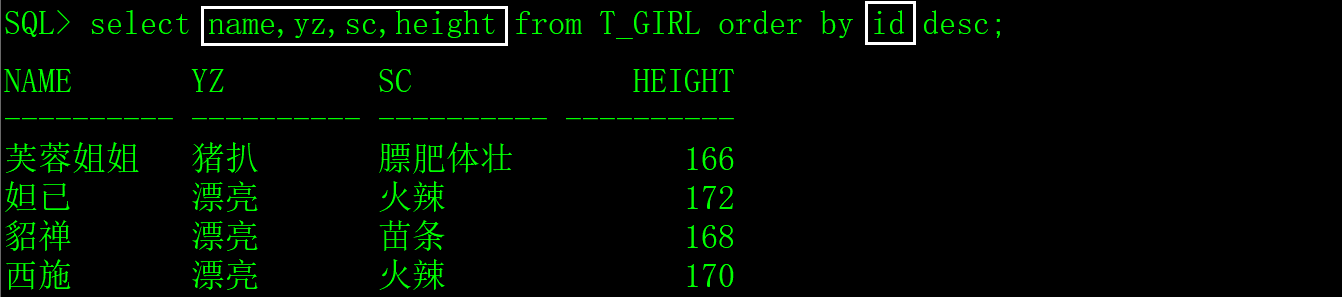 SQL> select name,yz,sc,height from T_GIRL order by id desc;
NAME YZ SC HEIGHT
---------- ---------- ---------- ----------
芙蓉姐姐 猪扒 膘肥体壮 166
妲己 漂亮 火辣 172
貂禅 漂亮 苗条 168
西施 漂亮 火辣 170